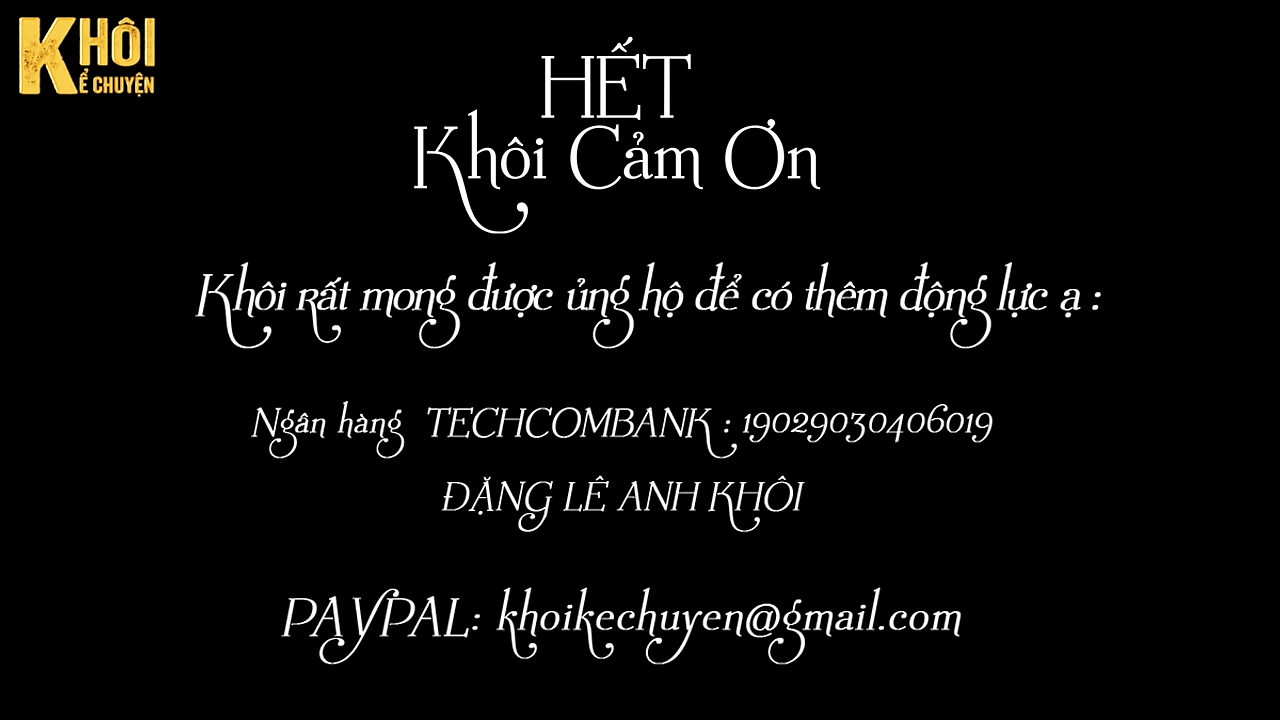 KHÔI
KỂ CHUYỆN
HẾT
Khôi Cảm Ơn
Khôi rất mong được ủng hộ để có thêm động lực ạ :
Ngân hàng TECHCOMBANK : 19029030406019
ĐẶNG LÊ ANH KHÔI
PAYPAL: khoikechuyen@gmail.com